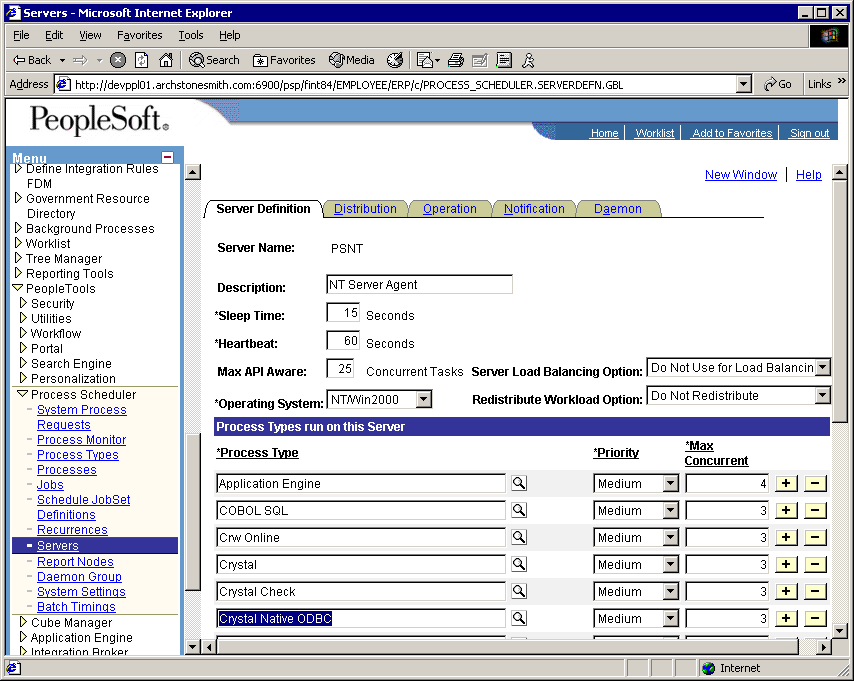 Servers - Microsoft Internet Explorer
File Edit View Favorites Tools Help
Back Search Favorites Media
Address http://devppl01.archstonesmith.com:6900/psp/fint84/EMPLOYEE/ERP/c/PROCESS_SCHEDULER.SERVERDEFN.GBL Go Links »
PeopleSoft.
Home Worklist Add to Favorites Sign out
Menu
Define Integration Rules
FDM
Government Resource
Directory
Background Processes
Worklist
Tree Manager
Reporting Tools
PeopleTools
Security
Utilities
Workflow
Portal
Search Engine
Personalization
Process Scheduler
- System Process
Requests
- Process Monitor
- Process Types
- Processes
- Jobs
- Schedule JobSet
Definitions
- Recurrences
- Servers
- Report Nodes
- Daemon Group
- System Settings
- Batch Timings
Cube Manager
Application Engine
Integration Broker
New Window Help
Server Definition Distribution Operation Notification Daemon
Server Name: PSNT
Description: NT Server Agent
*Sleep Time: 15 Seconds
*Heartbeat: 60 Seconds
Max API Aware: 25 Concurrent Tasks Server Load Balancing Option: Do Not Use for Load Balancin
*Operating System: NT/Win2000 Redistribute Workload Option: Do Not Redistribute
Process Types run on this Server
*Process Type *Priority *Max
Concurrent
Application Engine Medium 4 + -
COBOL SQL Medium 3 + -
Crw Online Medium 3 + -
Crystal Medium 3 + -
Crystal Check Medium 3 + -
Crystal Native ODBC Medium 3 + -
Internet